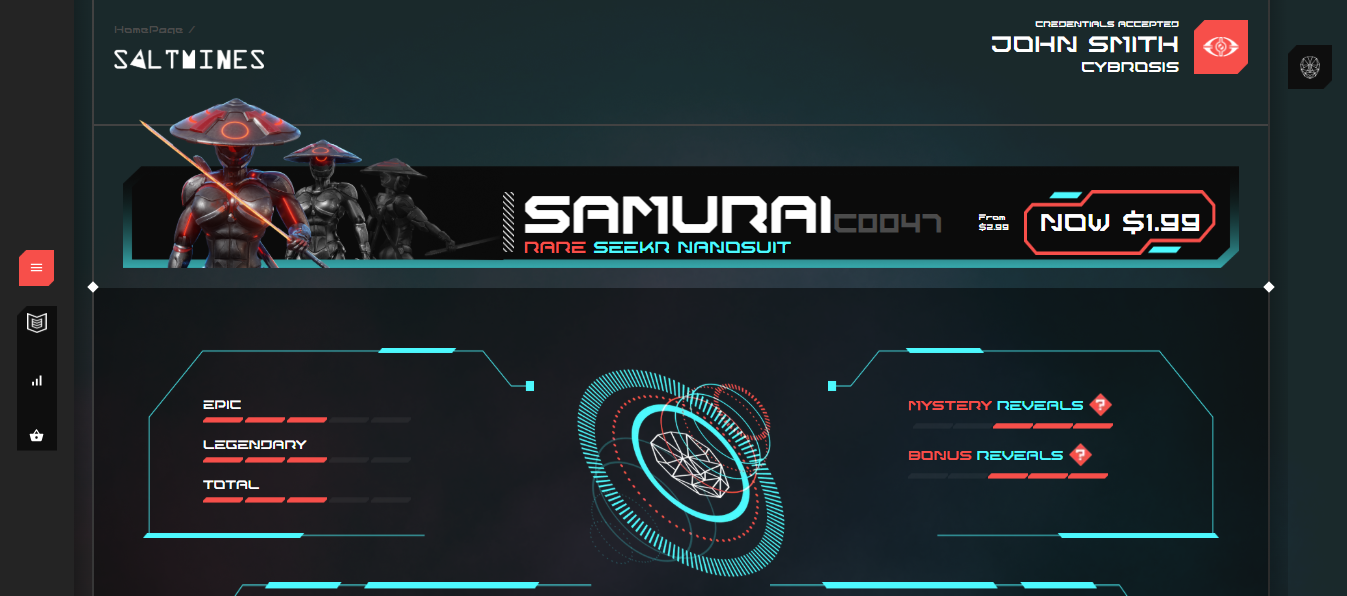 HomePage /
SALTMINES
CREDENTIALS ACCEPTED
JOHN SMITH
CYBROSIS
SAMURAI C0047
RARE SEEKR NANOSUIT
From
$2.99
NOW $1.99
EPIC
LEGENDARY
TOTAL
MYSTERY REVEALS ?
BONUS REVEALS ?